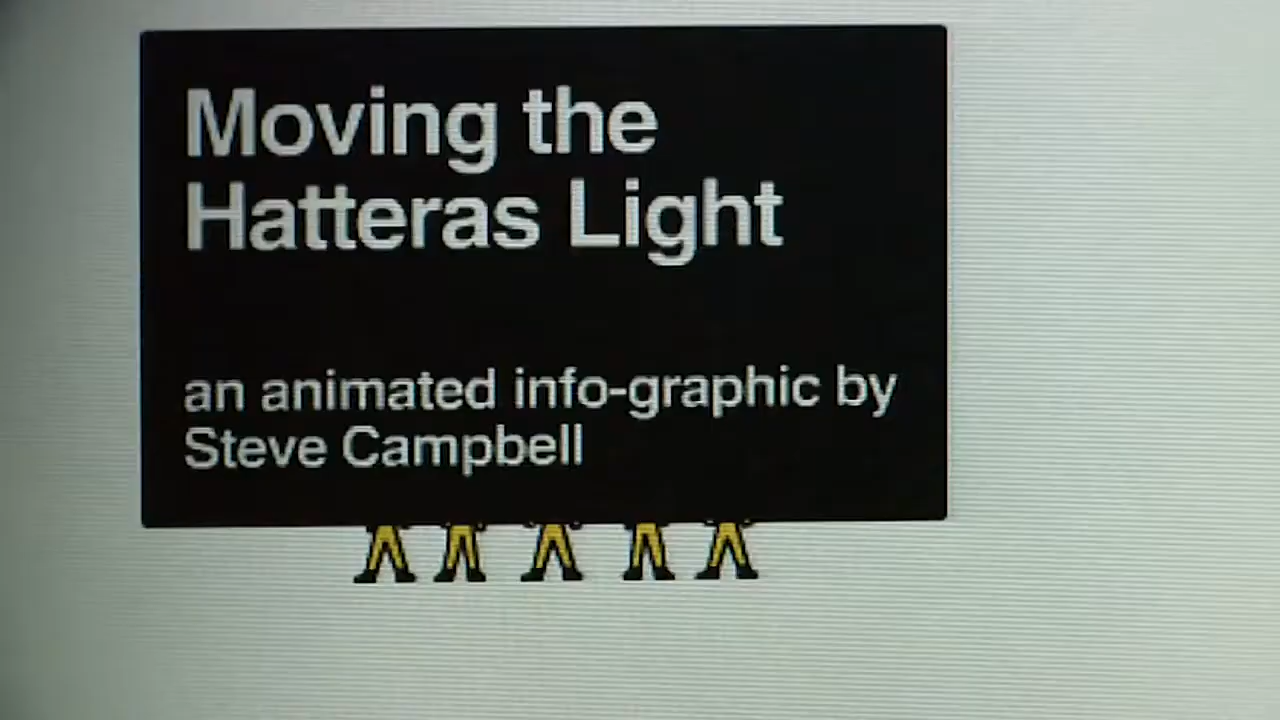 Moving the
Hatteras Light
an animated info-graphic by
Steve Campbell